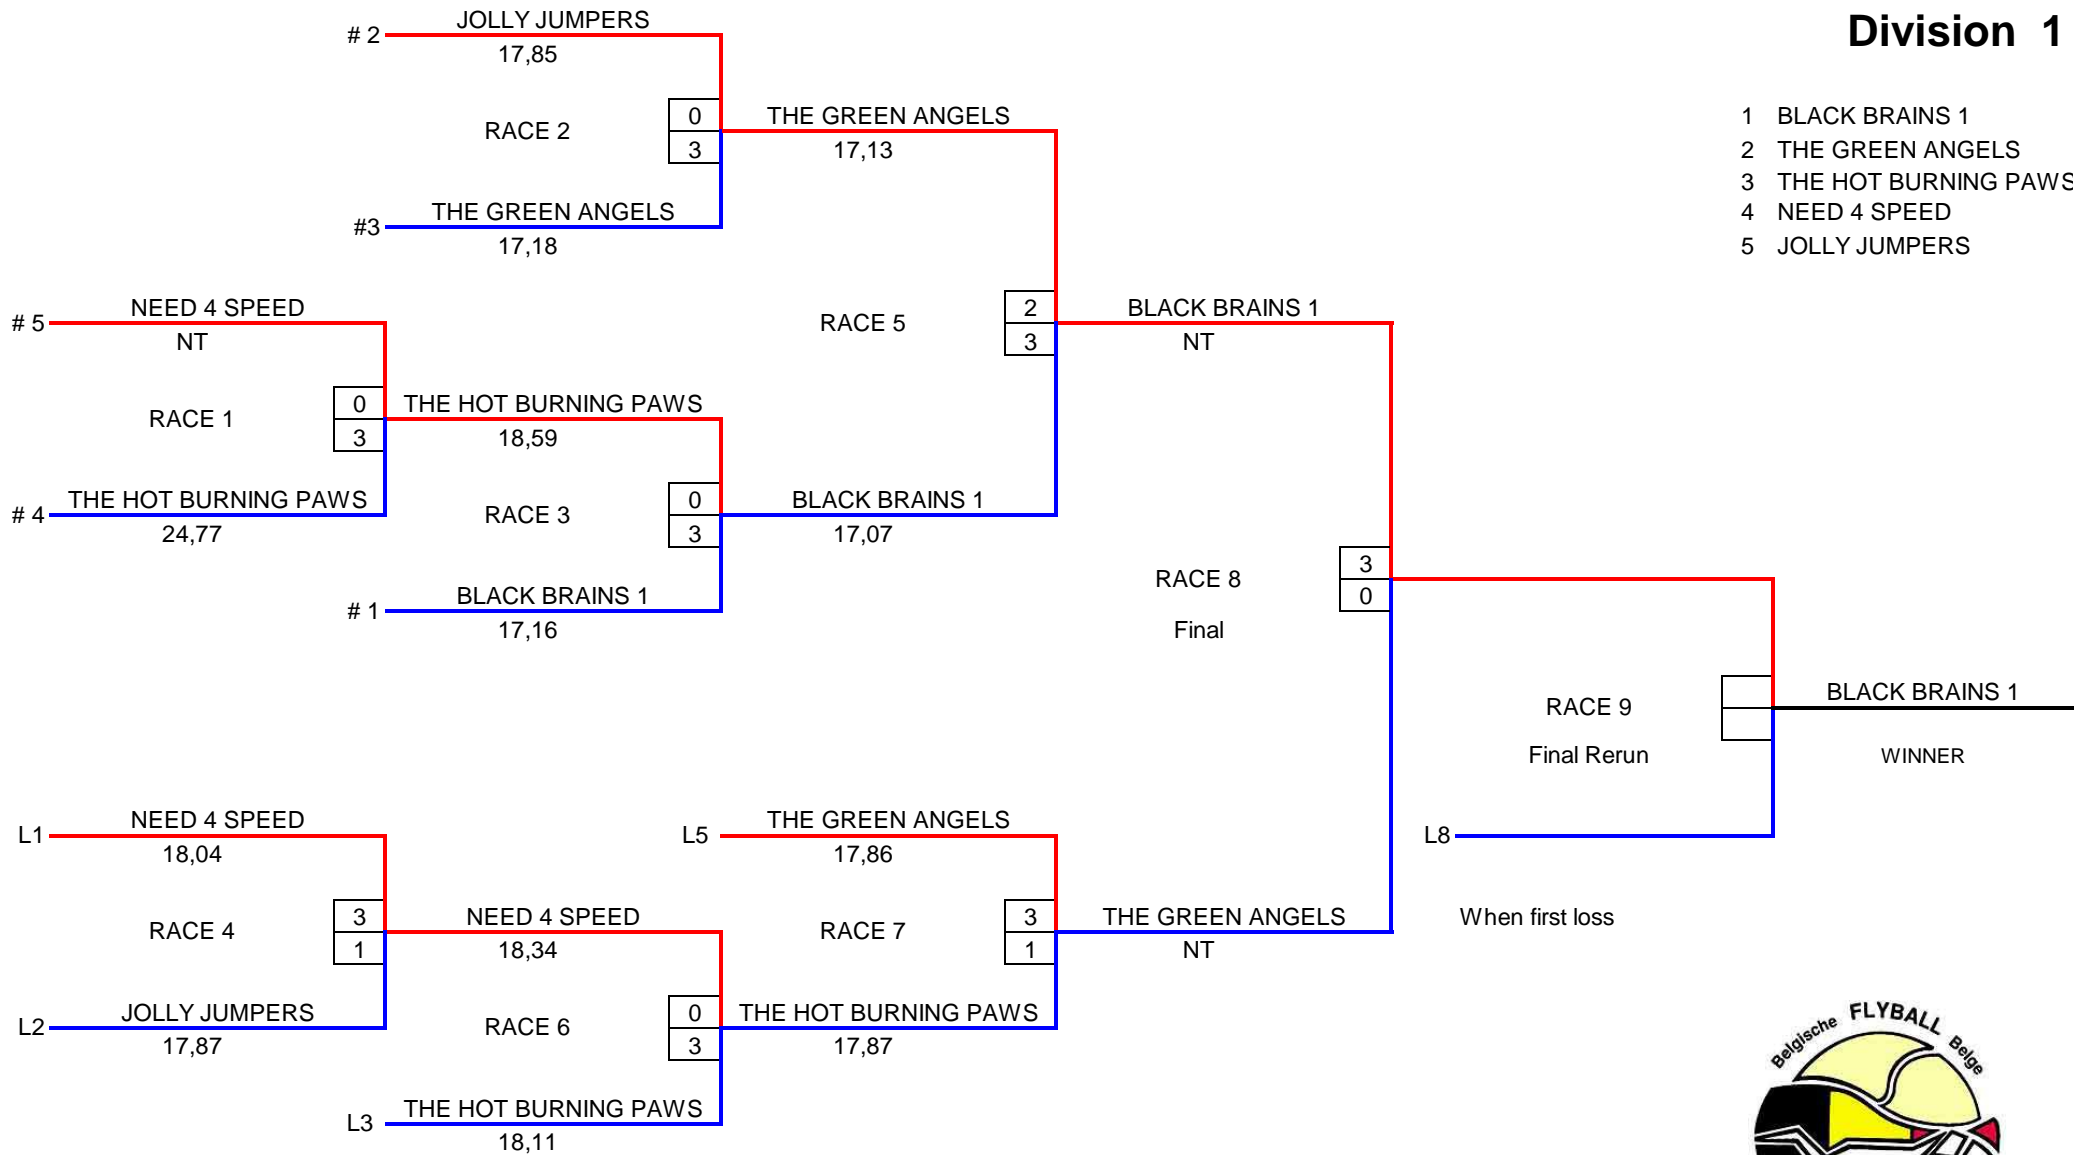 Division 1
1 BLACK BRAINS 1
2 THE GREEN ANGELS
3 THE HOT BURNING PAWS
4 NEED 4 SPEED
5 JOLLY JUMPERS
# 2
JOLLY JUMPERS
17,85
RACE 2
0
3
#3
THE GREEN ANGELS
17,18
THE GREEN ANGELS
17,13
# 5
NEED 4 SPEED
NT
RACE 1
0
3
# 4
THE HOT BURNING PAWS
24,77
THE HOT BURNING PAWS
18,59
RACE 3
0
3
# 1
BLACK BRAINS 1
17,16
BLACK BRAINS 1
17,07
RACE 5
2
3
BLACK BRAINS 1
NT
RACE 8
Final
3
0
RACE 9
Final Rerun
BLACK BRAINS 1
WINNER
L8
When first loss
L1
NEED 4 SPEED
18,04
RACE 4
3
1
L2
JOLLY JUMPERS
17,87
NEED 4 SPEED
18,34
RACE 6
0
3
L3
THE HOT BURNING PAWS
18,11
L5
THE GREEN ANGELS
17,86
RACE 7
3
1
THE HOT BURNING PAWS
17,87
THE GREEN ANGELS
NT
Belgische FLYBALL Belge